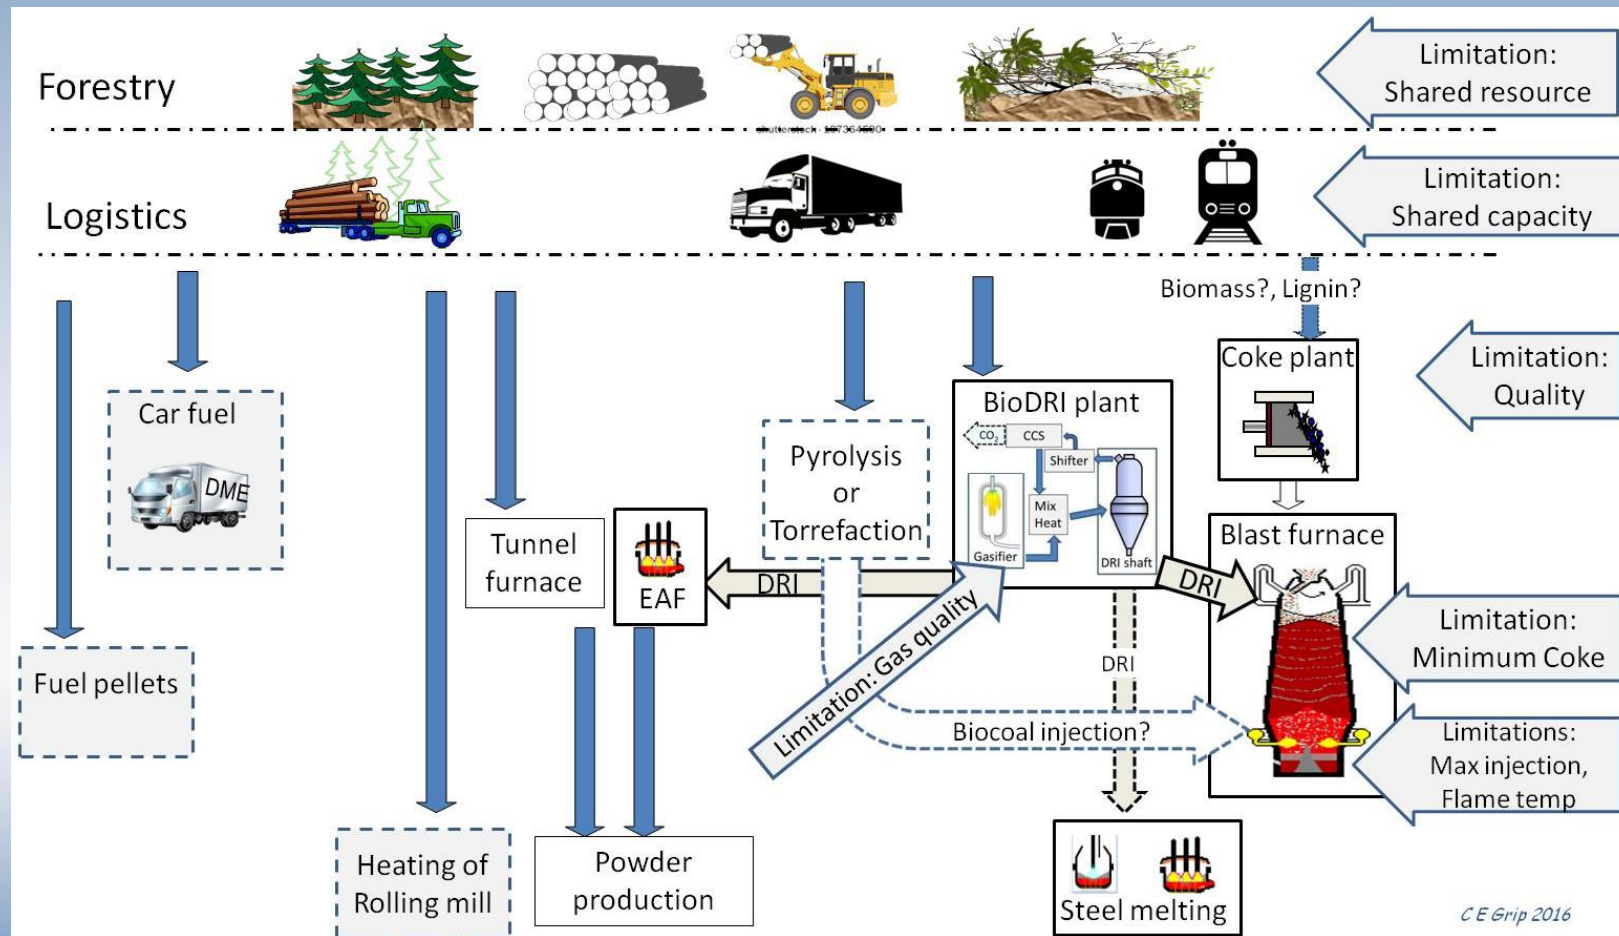 Forestry
Limitation:
Shared resource
shutterstock · 197364590
Logistics
Limitation:
Shared capacity
Biomass?, Lignin?
Car fuel
DME
Pyrolysis
or
Torrefaction
BioDRI plant
CO2
CCS
Shifter
Mix
Heat
Gasifier
DRI shaft
Coke plant
Limitation:
Quality
Tunnel
furnace
EAF
DRI
DRI
Blast furnace
Limitation:
Minimum Coke
Fuel pellets
Limitation: Gas quality
DRI
Biocoal injection?
Limitations:
Max injection,
Flame temp
Heating of
Rolling mill
Powder
production
Steel melting
C E Grip 2016